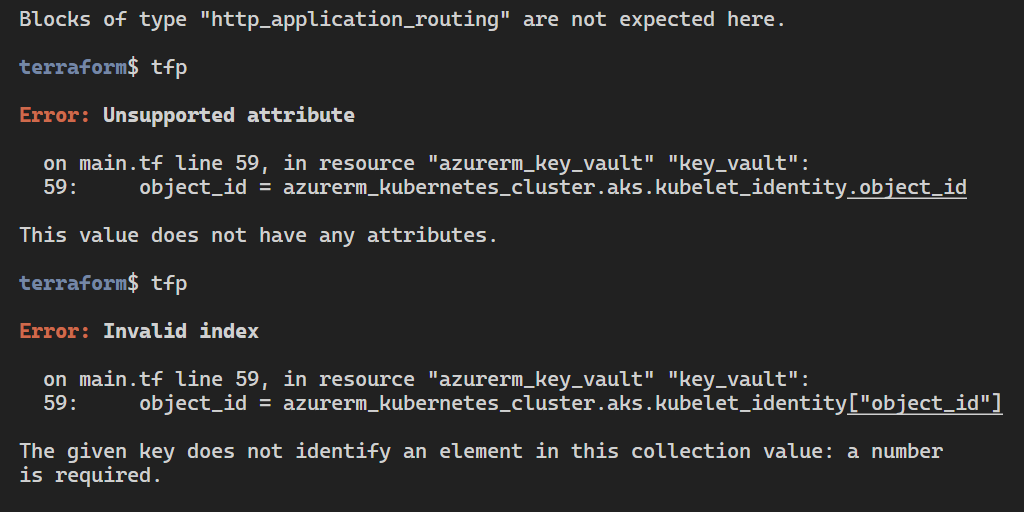 Blocks of type "http_application_routing" are not expected here.
terraform$ tfp
Error: Unsupported attribute
on main.tf line 59, in resource "azurerm_key_vault" "key_vault":
59:     object_id = azurerm_kubernetes_cluster.aks.kubelet_identity.object_id
This value does not have any attributes.
terraform$ tfp
Error: Invalid index
on main.tf line 59, in resource "azurerm_key_vault" "key_vault":
59:     object_id = azurerm_kubernetes_cluster.aks.kubelet_identity["object_id"]
The given key does not identify an element in this collection value: a number
is required.